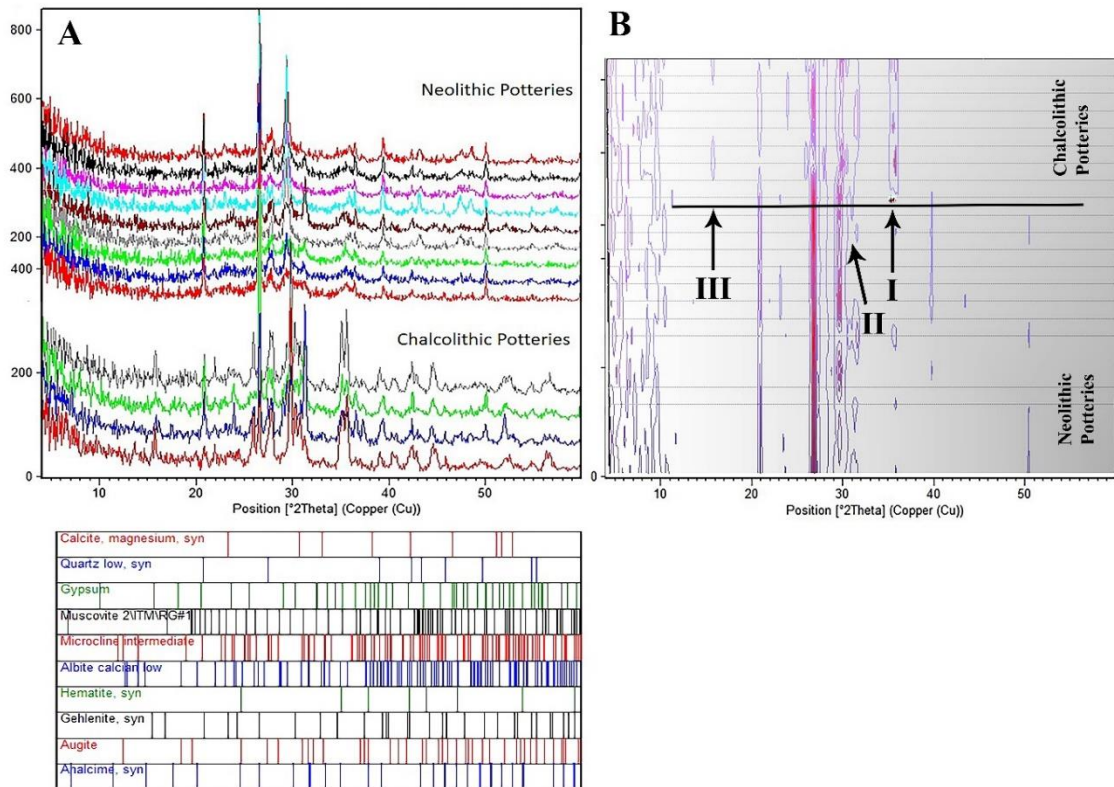 A
800
600
400
200
400
200
0
Neolithic Potteries
Chalcolithic Potteries
10
20
30
40
50
Position [°2Theta] (Copper (Cu))
Calcite, magnesium, syn
Quartz low, syn
Gypsum
Muscovite 2\ITM\RG#1
Microcline intermediate
Albite calcian low
Hematite, syn
Gehlenite, syn
Augite
Analcime, syn
B
Chalcolithic
Potteries
III
II
I
Neolithic
Potteries
0
10
20
30
40
50
Position [°2Theta] (Copper (Cu))